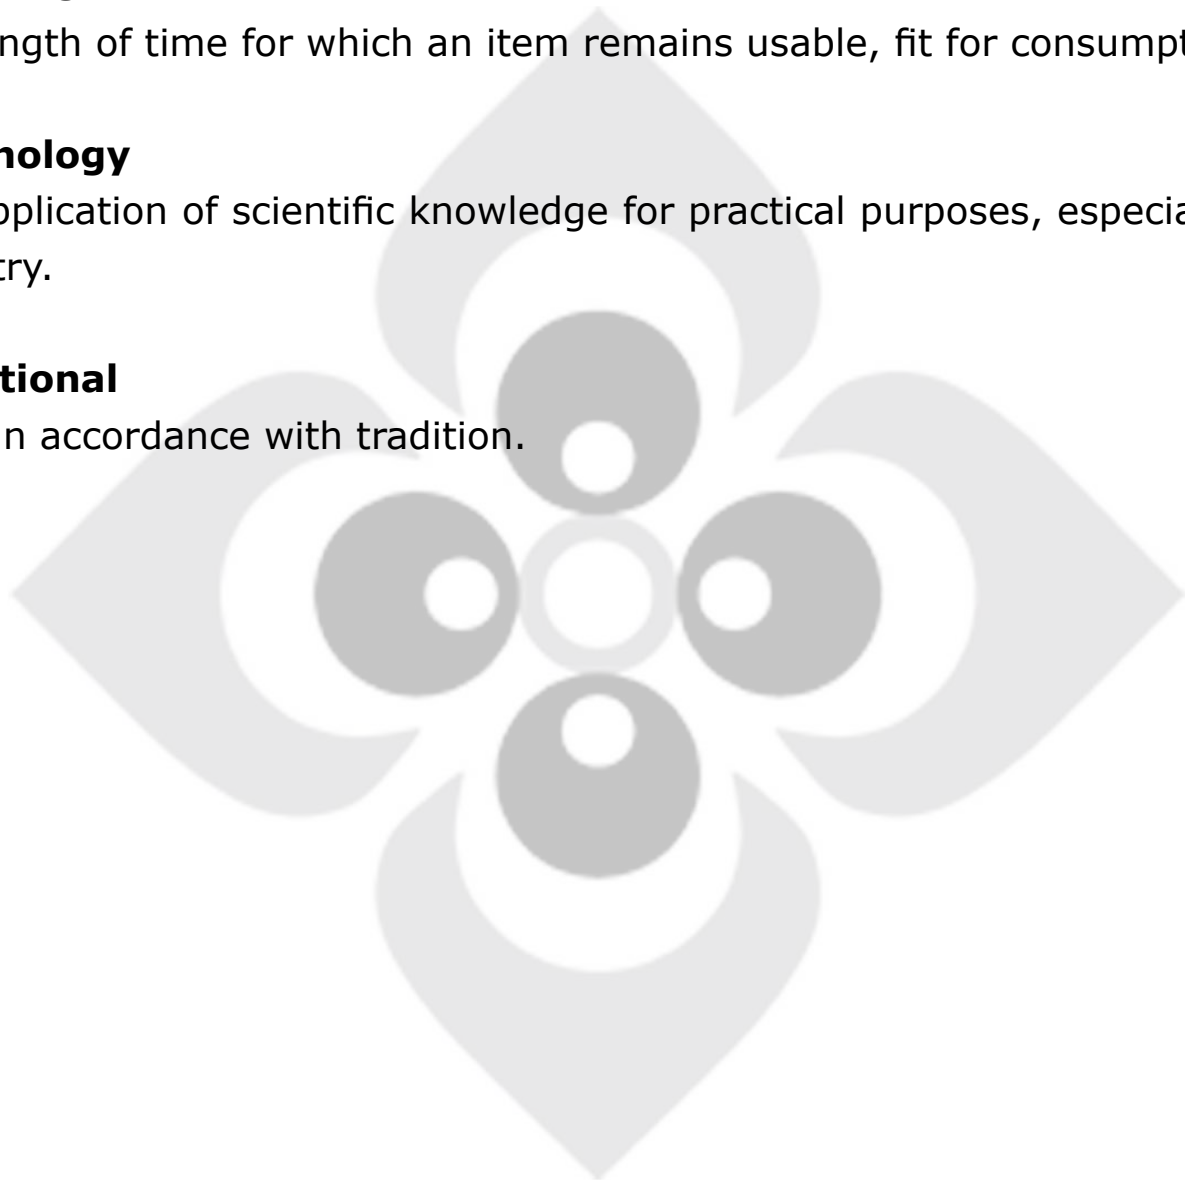 ngth of time for which an item remains usable, fit for consumpt
nology
pplication of scientific knowledge for practical purposes, especia
try.
tional
n accordance with tradition.